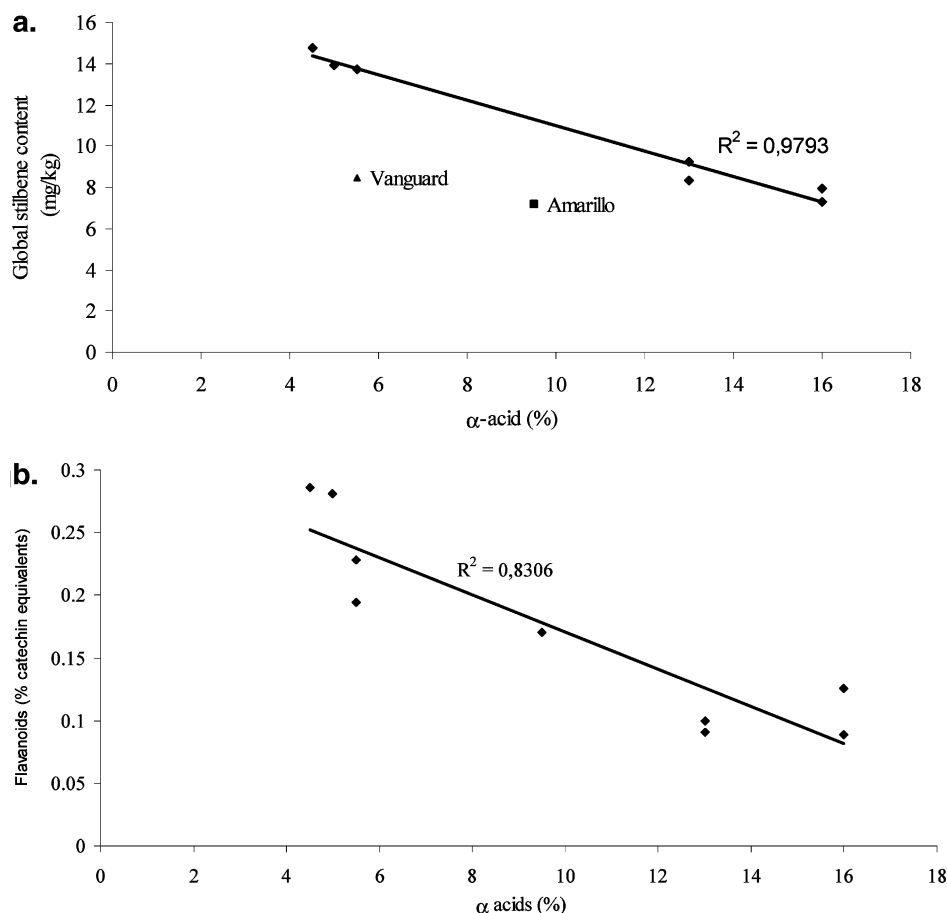 a.
16
14
12
10
8
6
4
2
0
Global stilbene content
(mg/kg)
R² = 0,9793
Vanguard
Amarillo
0 2 4 6 8 10 12 14 16 18
α-acid (%)
b.
0.3
0.25
0.2
0.15
0.1
0.05
0
Flavanoids (% catechin equivalents)
R² = 0,8306
0 2 4 6 8 10 12 14 16 18
α acids (%)